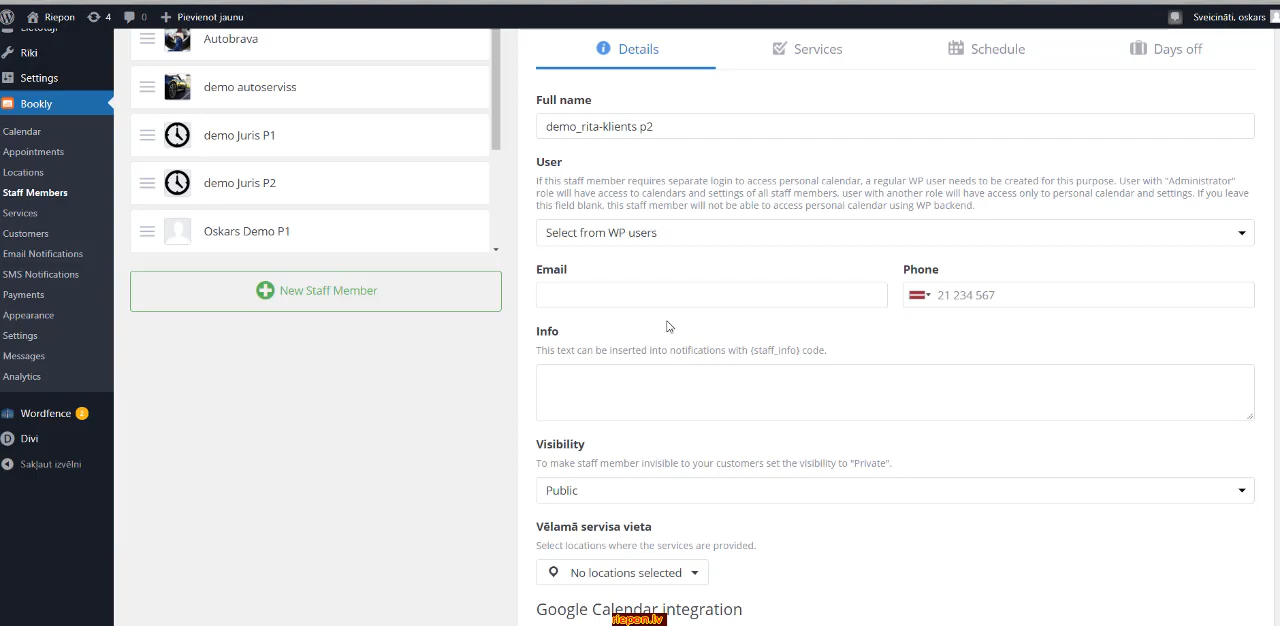 Riepon
4
0
Pievienot jaunu
Sveicināti, oskars
Lietotāji
Rīki
Settings
Bookly
Calendar
Appointments
Locations
Staff Members
Services
Customers
Email Notifications
SMS Notifications
Payments
Appearance
Settings
Messages
Analytics
Wordfence 2
Divi
Sakļaut izvēlni
Autobrava
demo autoserviss
demo Juris P1
demo Juris P2
Oskars Demo P1
New Staff Member
Details
Services
Schedule
Days off
Full name
demo_rita-klients p2
User
If this staff member requires separate login to access personal calendar, a regular WP user needs to be created for this purpose. User with "Administrator"
role will have access to calendars and settings of all staff members, user with another role will have access only to personal calendar and settings. If you leave
this field blank, this staff member will not be able to access personal calendar using WP backend.
Select from WP users
Email
Phone
21 234 567
Info
This text can be inserted into notifications with {staff_info} code.
Visibility
To make staff member invisible to your customers set the visibility to "Private".
Public
Vēlamā servisa vieta
Select locations where the services are provided.
No locations selected
Google Calendar integration
riepon.lv